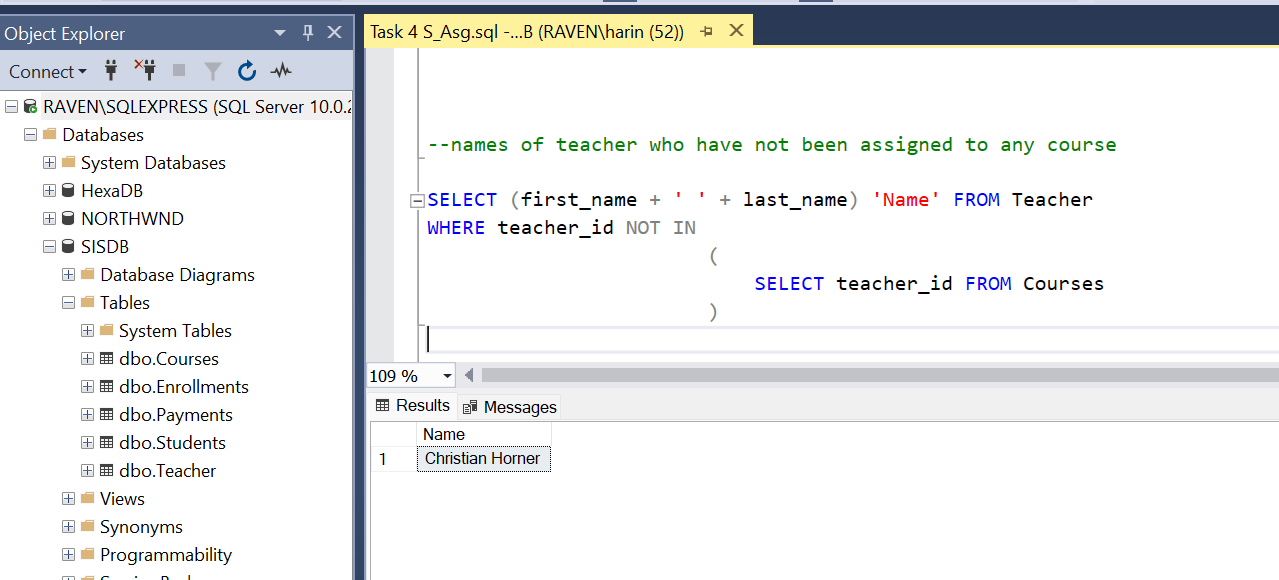 Object Explorer
Connect
RAVEN\SQLEXPRESS (SQL Server 10.0.2
Databases
System Databases
HexaDB
NORTHWND
SISDB
Database Diagrams
Tables
System Tables
dbo.Courses
dbo.Enrollments
dbo.Payments
dbo.Students
dbo.Teacher
Views
Synonyms
Programmability
Task 4 S_Asg.sql -...B (RAVEN\harin (52))
--names of teacher who have not been assigned to any course
SELECT (first_name + ' ' + last_name) 'Name' FROM Teacher
WHERE teacher_id NOT IN
(
SELECT teacher_id FROM Courses
)
109 %
Results Messages
Name
1 Christian Horner